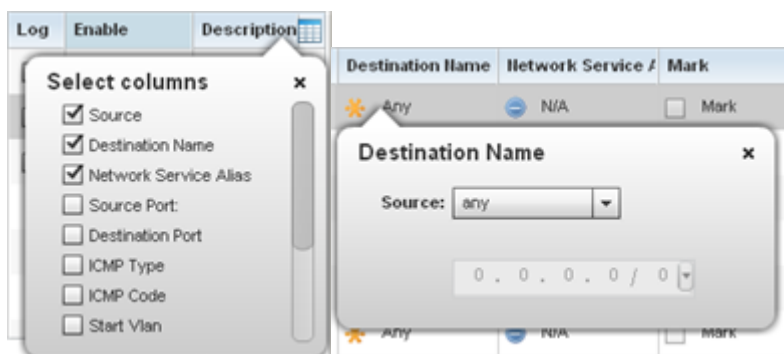 Log Enable Description
Select columns ×
Source
Destination Name
Network Service Alias
Source Port:
Destination Port
ICMP Type
ICMP Code
Start Vlan
Destination Name Network Service A Mark
Any N/A Mark
Destination Name ×
Source: any
0 . 0 . 0 . 0 / 0
Any N/A Mark